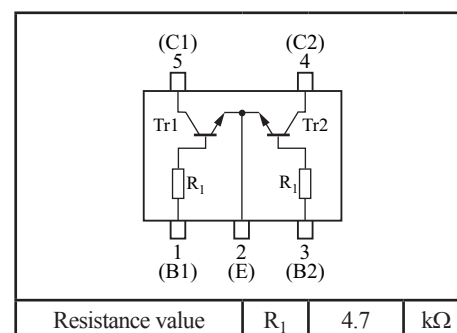 (C1) (C2)
5 4
Tr1 Tr2
R1 R1
1 2 3
(B1) (E) (B2)
Resistance value R1 4.7 kΩ